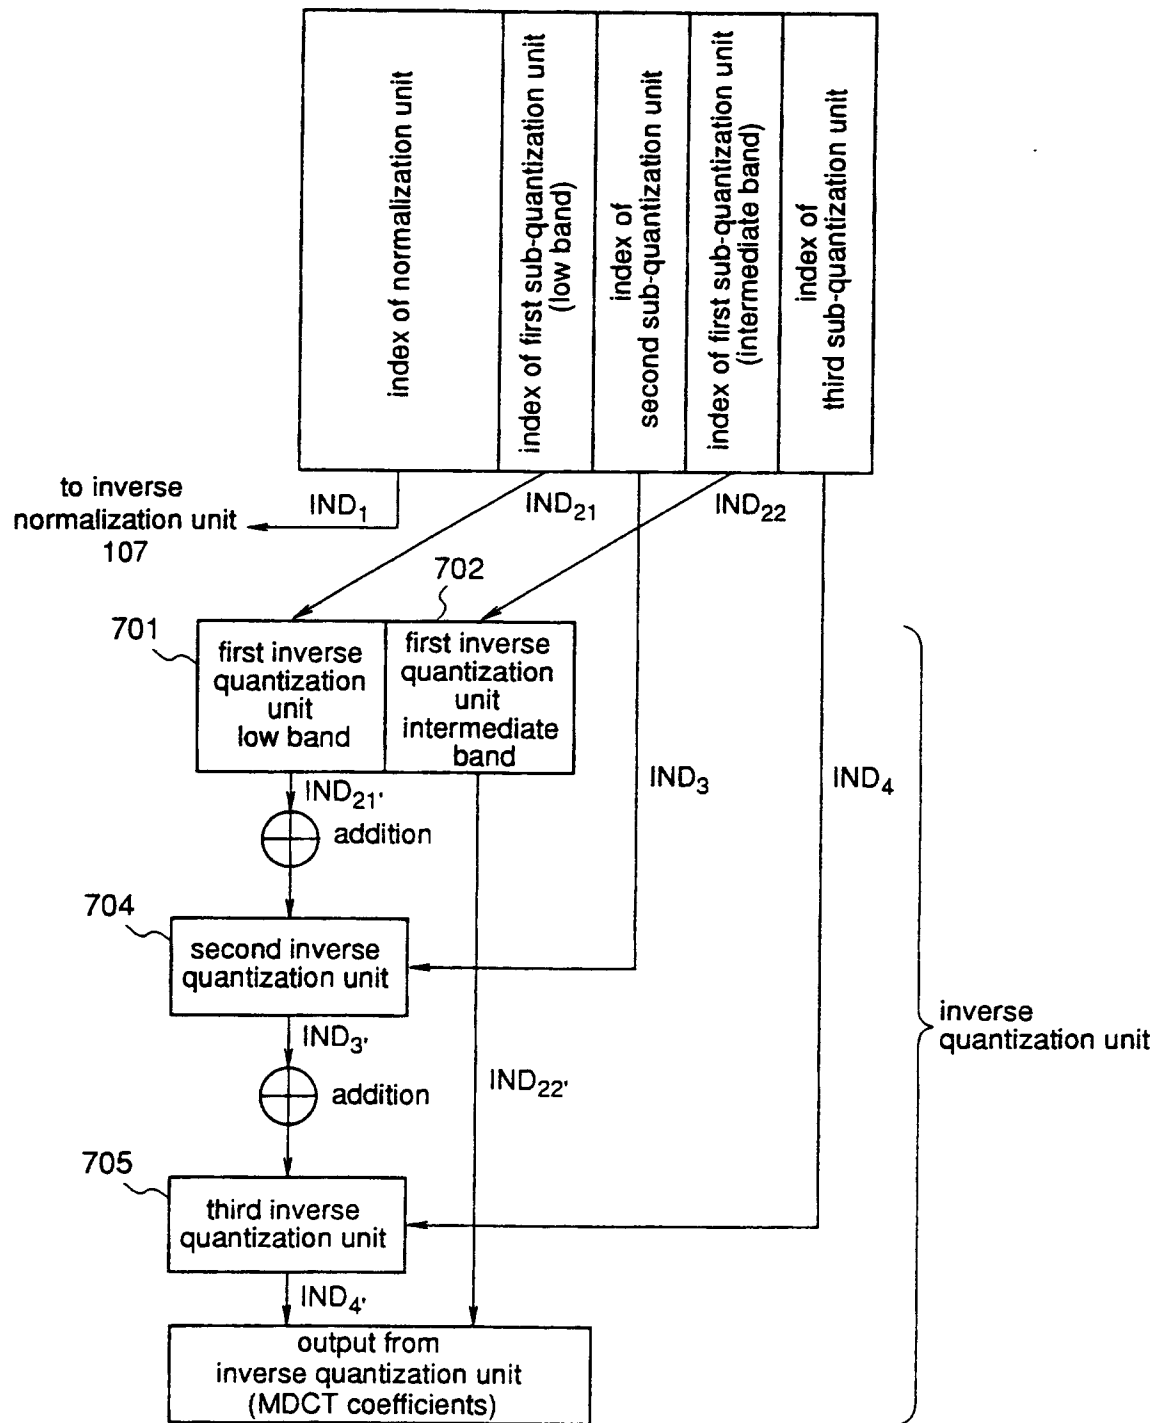 index of normalization unit
index of first sub-quantization unit
(low band)
index of
second sub-quantization unit
index of first sub-quantization unit
(intermediate band)
index of
third sub-quantization unit
to inverse
normalization unit
107
IND1
IND21
IND22
702
701
first inverse
quantization
unit
low band
first inverse
quantization
unit
intermediate
band
IND3
IND4
IND21'
addition
704
second inverse
quantization unit
IND3'
addition
IND22'
inverse
quantization unit
705
third inverse
quantization unit
IND4'
output from
inverse quantization unit
(MDCT coefficients)